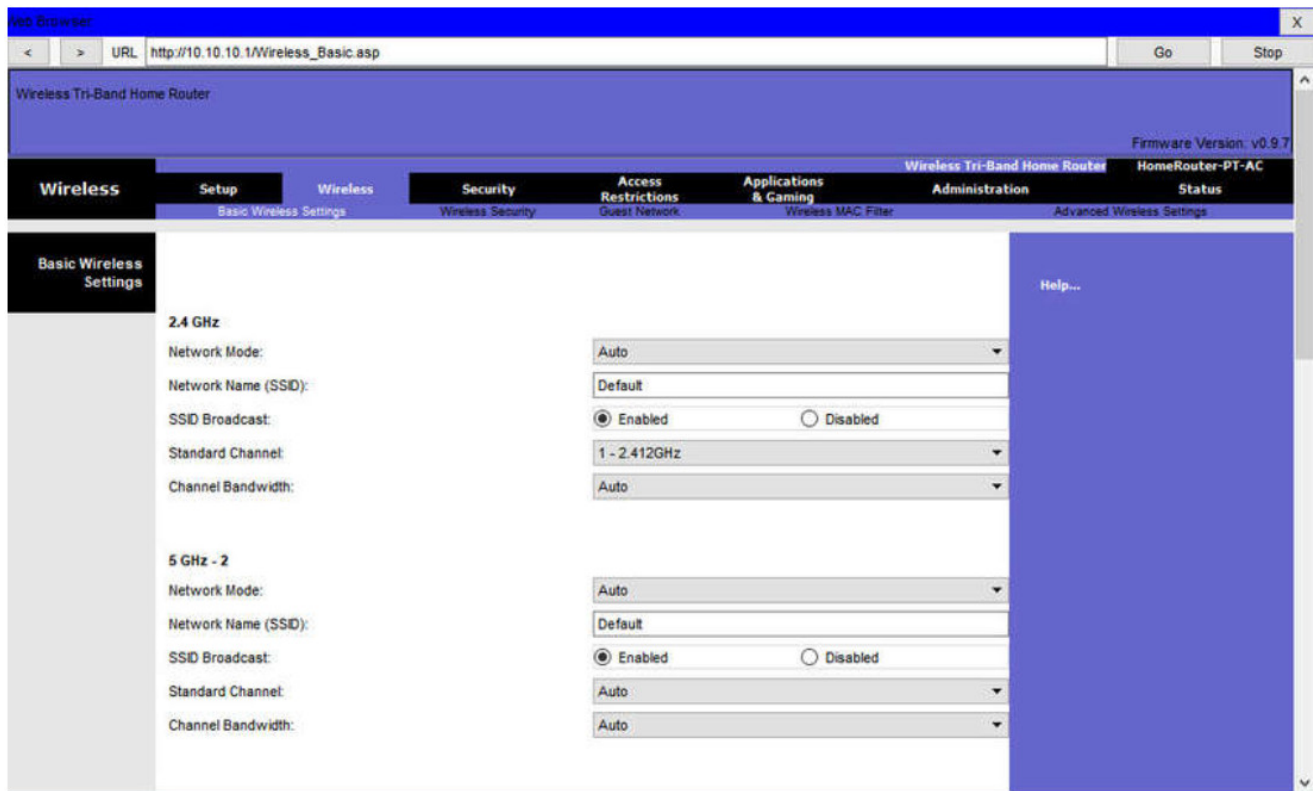 Web Browser X
< > URL http://10.10.10.1/Wireless_Basic.asp Go Stop
Wireless Tri-Band Home Router
Firmware Version: v0.9.7
Wireless Tri-Band Home Router HomeRouter-PT-AC
Wireless Setup Wireless Security Access Restrictions Applications & Gaming Administration Status
Basic Wireless Settings Wireless Security Guest Network Wireless MAC Filter Advanced Wireless Settings
Basic Wireless
Settings
Help...
2.4 GHz
Network Mode: Auto
Network Name (SSID): Default
SSID Broadcast: Enabled Disabled
Standard Channel: 1 - 2.412GHz
Channel Bandwidth: Auto
5 GHz - 2
Network Mode: Auto
Network Name (SSID): Default
SSID Broadcast: Enabled Disabled
Standard Channel: Auto
Channel Bandwidth: Auto